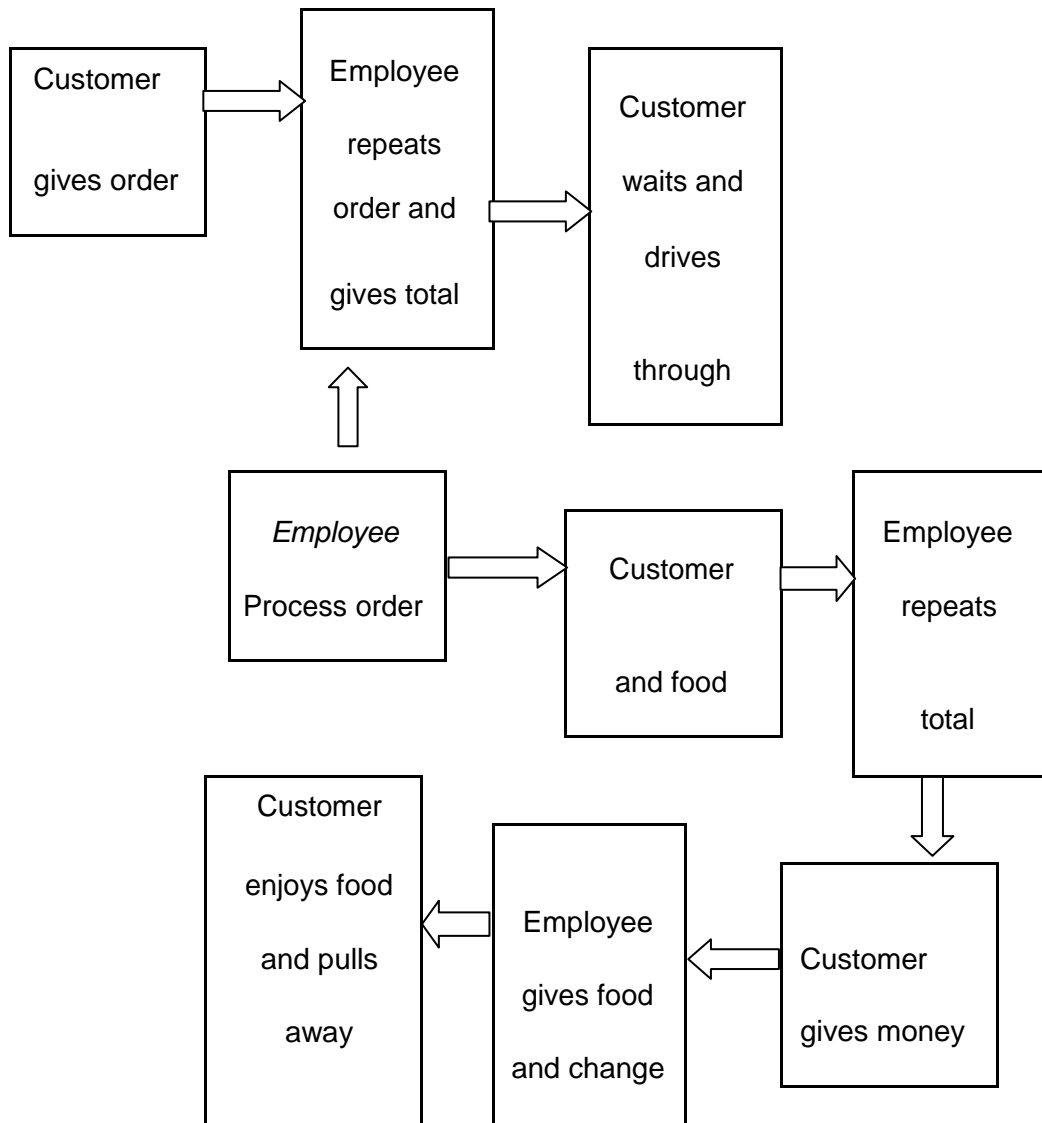 Customer
gives order
Employee
repeats
order and
gives total
Customer
waits and
drives
through
Employee
Process order
Customer
and food
Employee
repeats
total
Customer
enjoys food
and pulls
away
Employee
gives food
and change
Customer
gives money